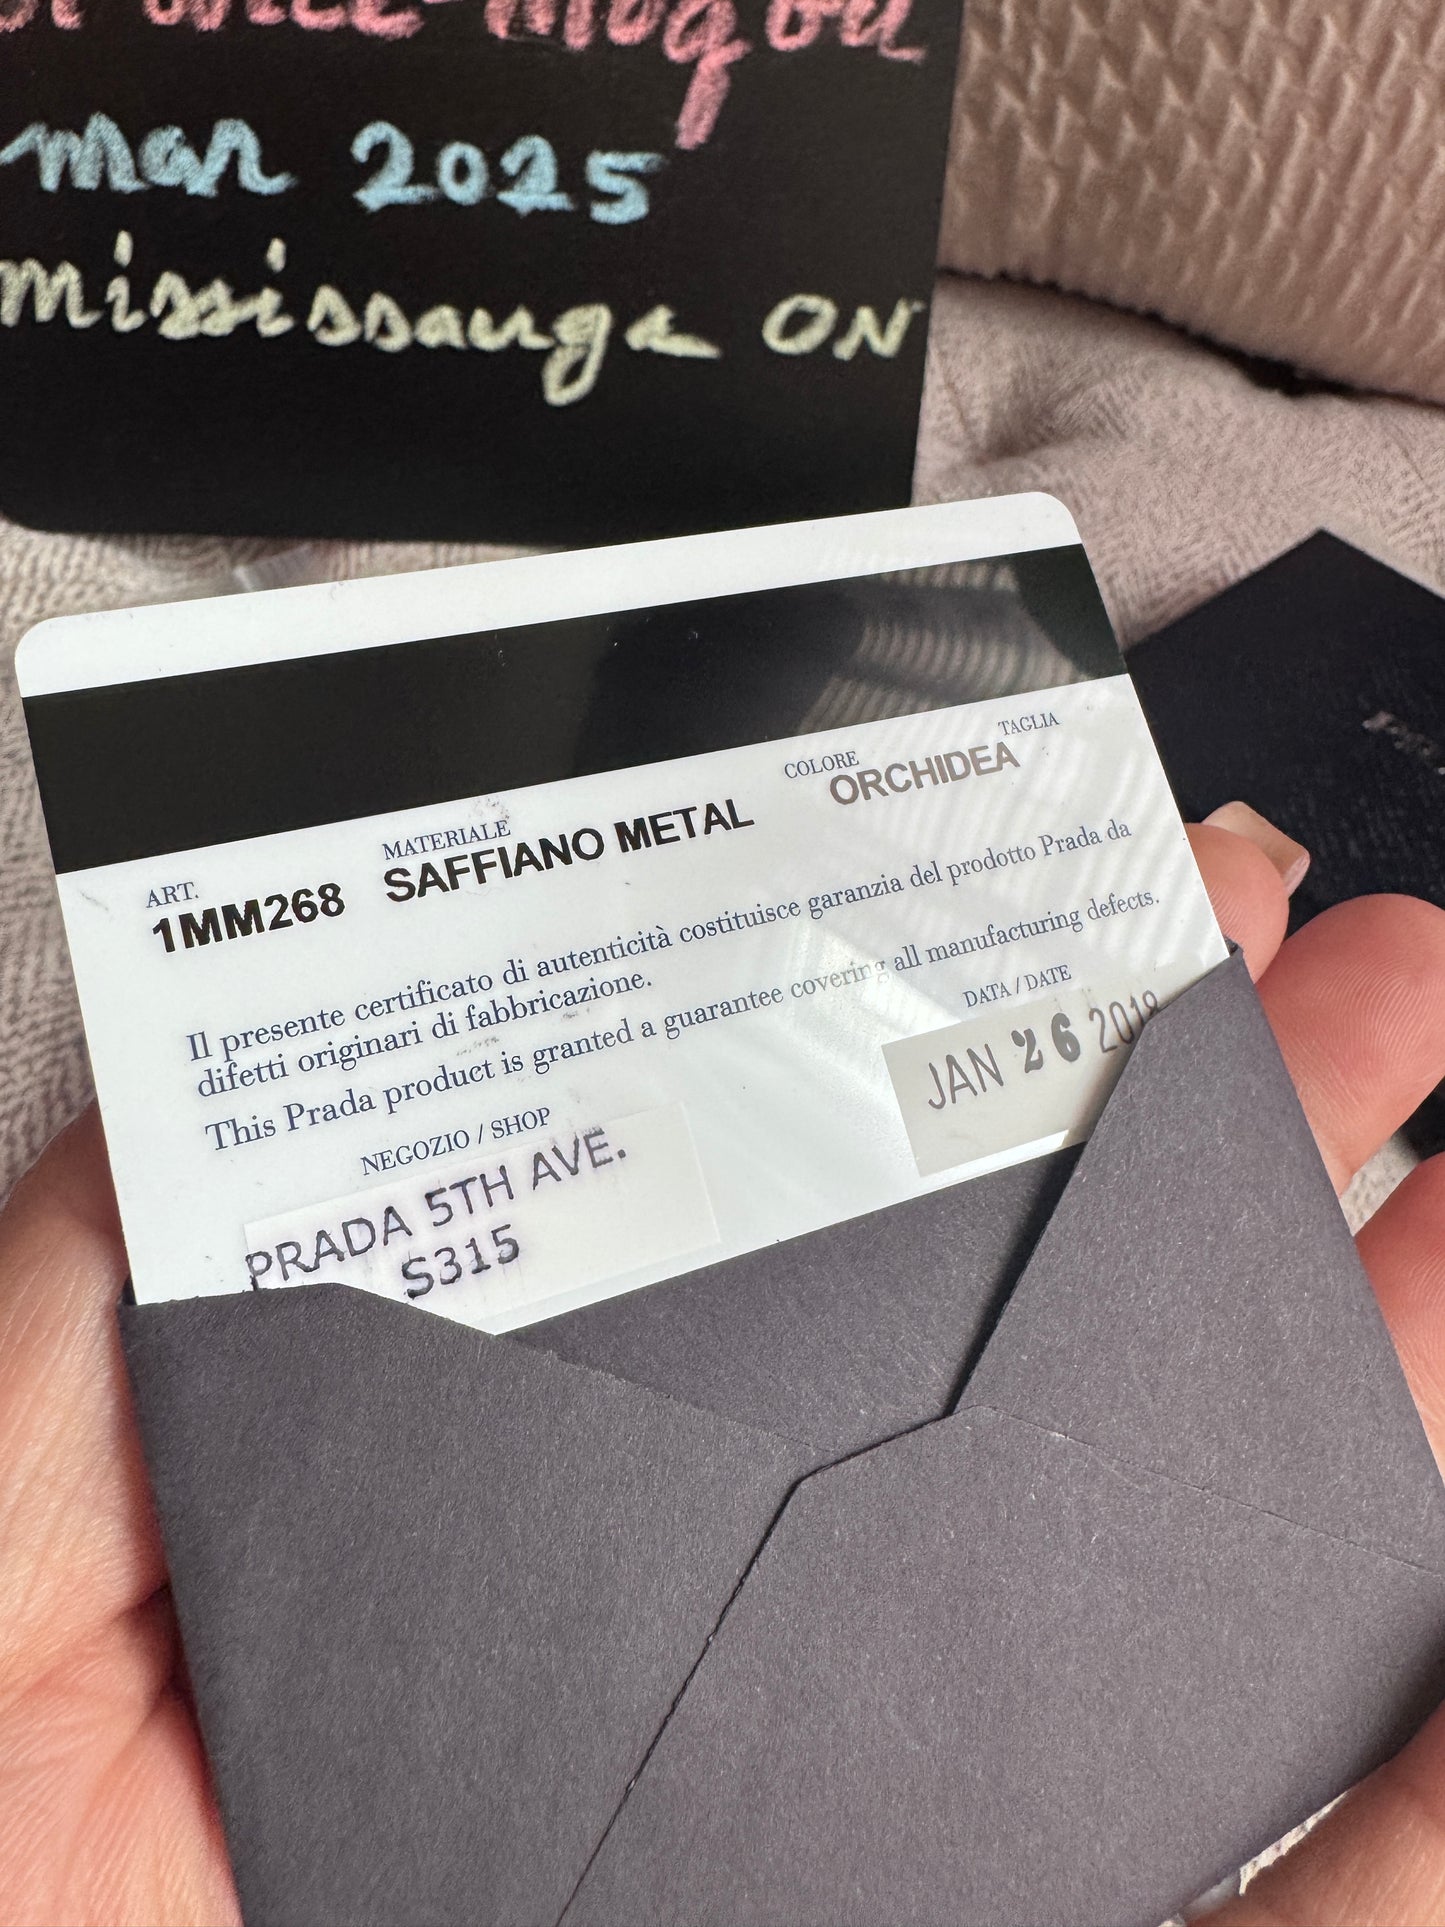 mar 2025
mississauga ON
TAGLIA
COLORE
ORCHIDEA
MATERIALE
SAFFIANO METAL
ART.
1MM268
Il presente certificato di autenticità costituisce garanzia del prodotto Prada da
difetti originari di fabbricazione.
This Prada product is granted a guarantee covering all manufacturing defects.
DATA / DATE
JAN 26 2018
NEGOZIO / SHOP
PRADA 5TH AVE.
S315